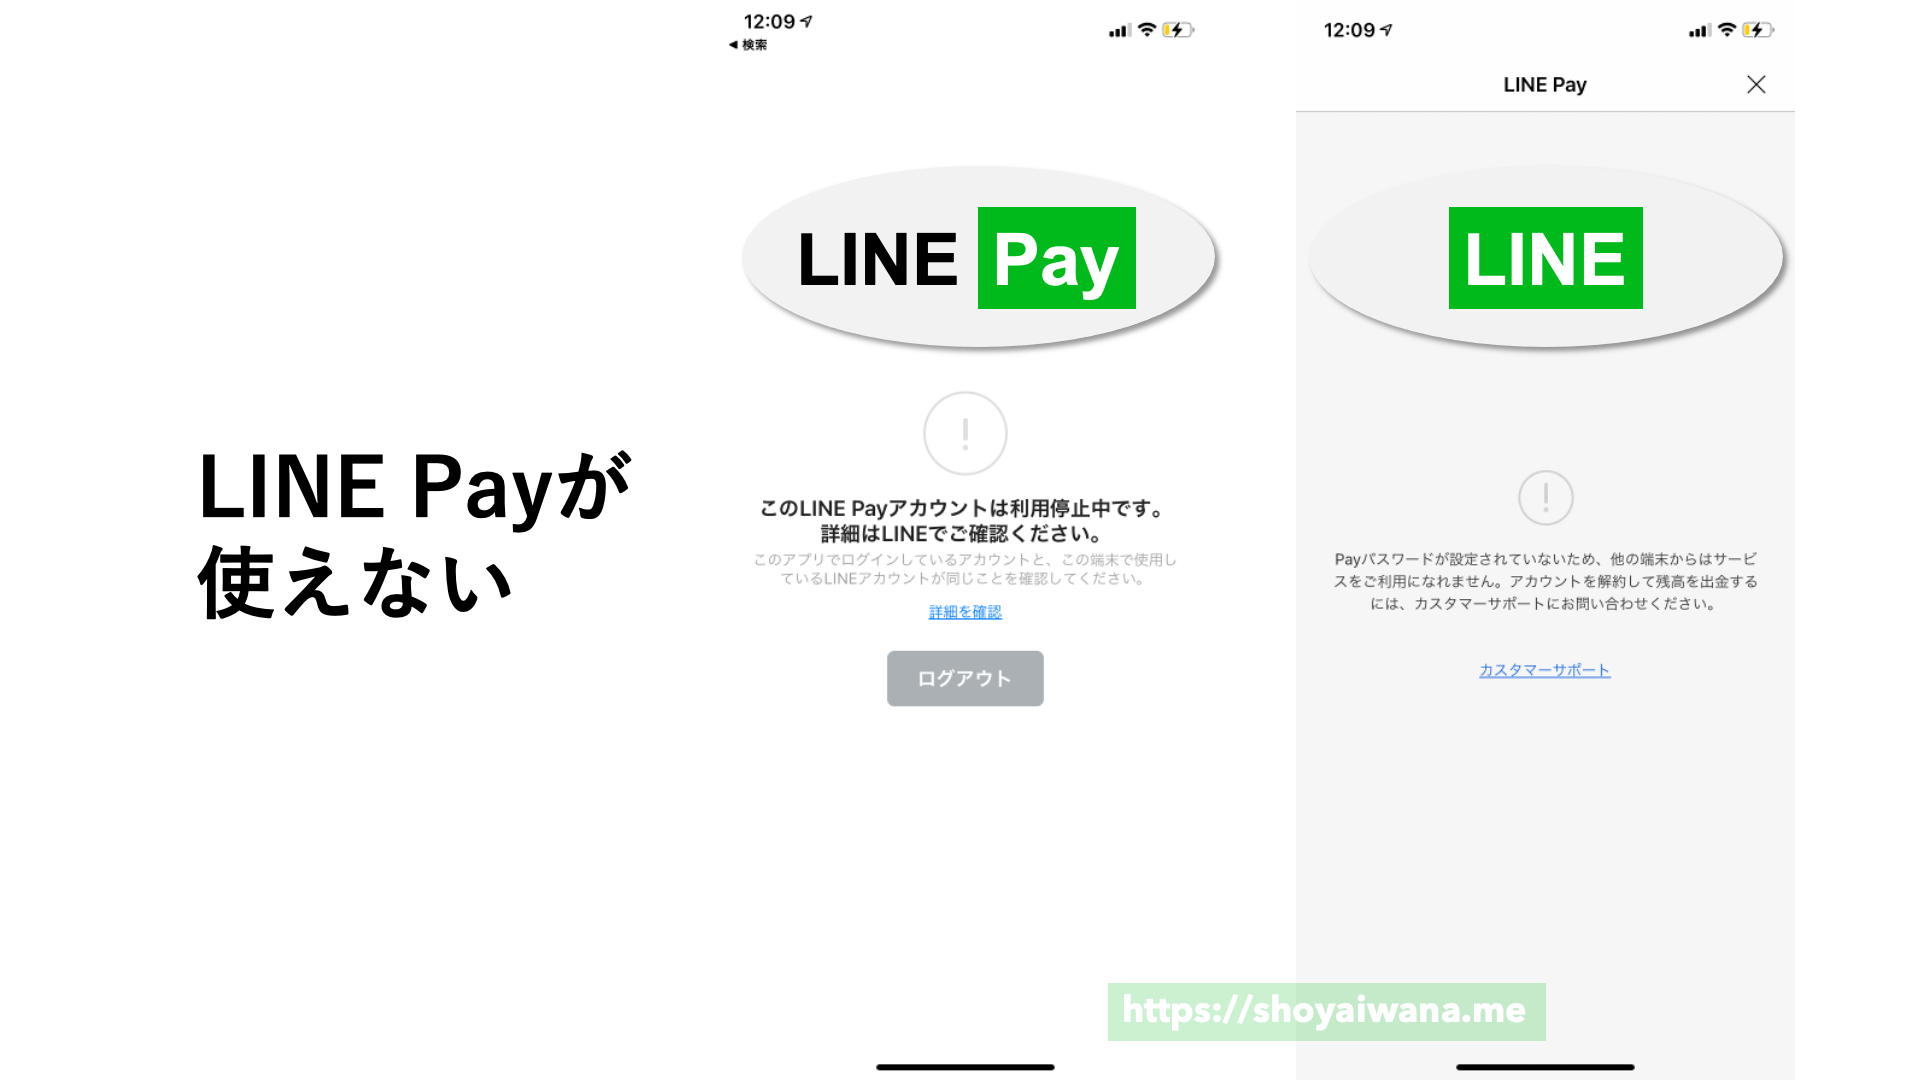 LINE Payが
使えない
12:09
◀ 検索
LINE Pay
このLINE Payアカウントは利用停止中です。
詳細はLINEでご確認ください。
このアプリでログインしているアカウントと、この端末で使用し
ているLINEアカウントが同じことを確認してください。
詳細を確認
ログアウト
12:09
LINE Pay
LINE
Payパスワードが設定されていないため、他の端末からはサービ
スをご利用になれません。アカウントを解約して残高を出金する
には、カスタマーサポートにお問い合わせください。
カスタマーサポート
https://shoyaiwana.me